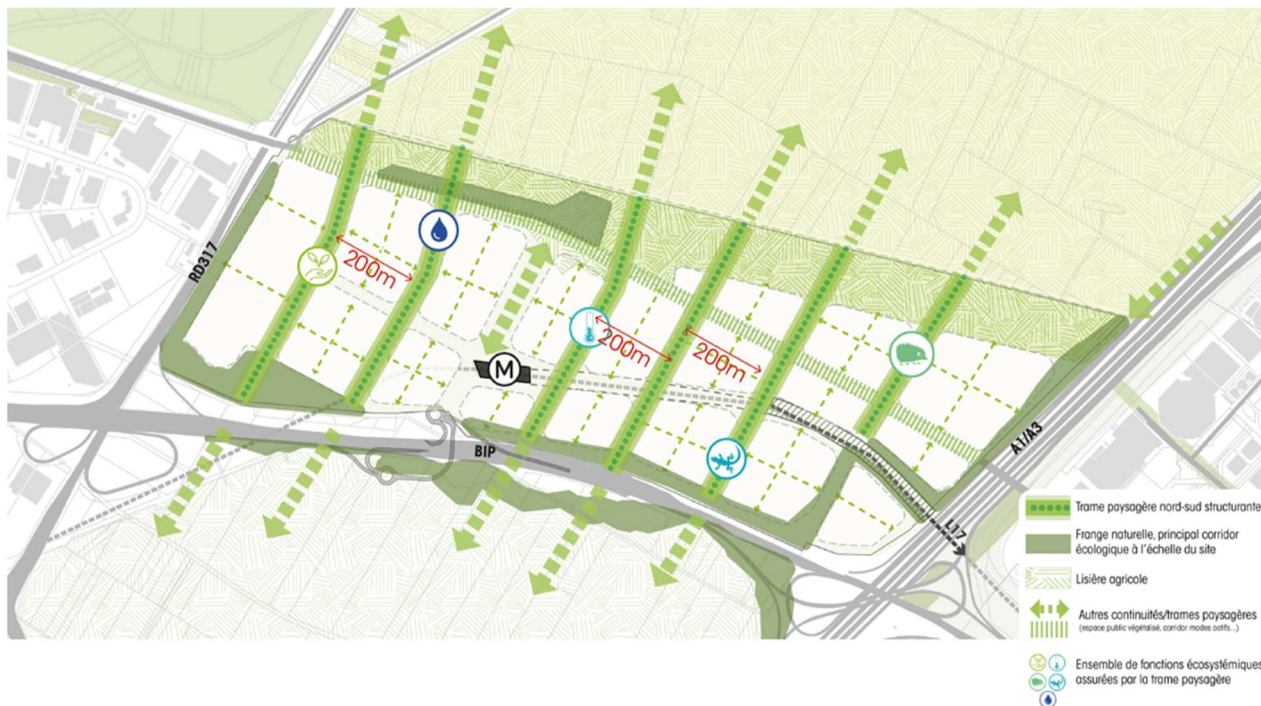 RD317
200m
M
200m
200m
BIP
A1/A3
L17
Trame paysagère nord-sud structurante
Frange naturelle, principal corridor
écologique à l'échelle du site
Lisière agricole
Autres continuités/trames paysagères
(espace public végétalisé, corridor modes actifs...)
Ensemble de fonctions écosystémiques
assurées par la trame paysagère